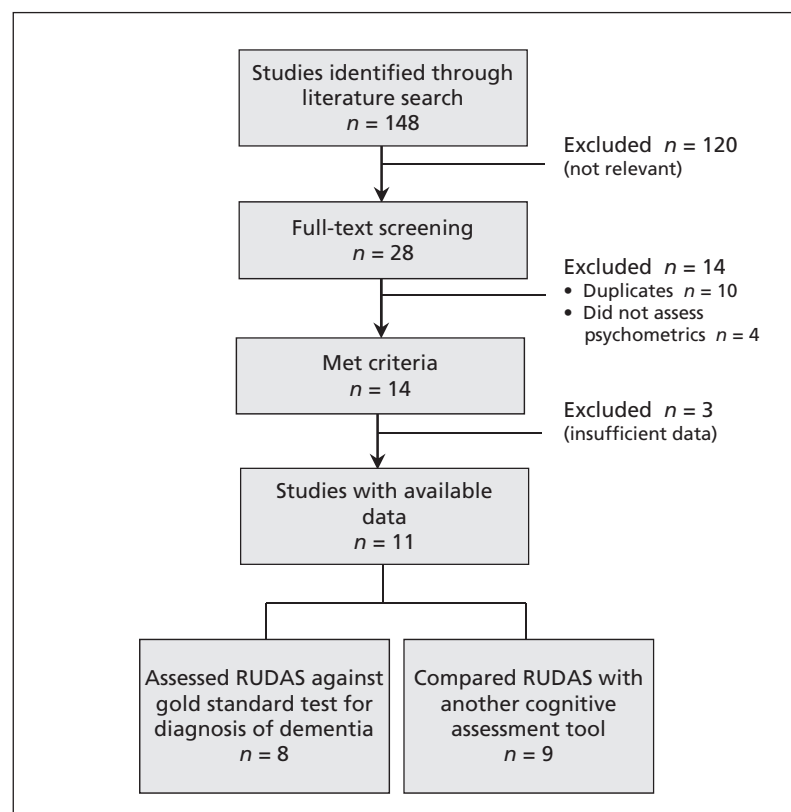 Studies identified through
literature search
n = 148
Excluded n = 120
(not relevant)
Full-text screening
n = 28
Excluded n = 14
• Duplicates n = 10
• Did not assess
psychometrics n = 4
Met criteria
n = 14
Excluded n = 3
(insufficient data)
Studies with available
data
n = 11
Assessed RUDAS against
gold standard test for
diagnosis of dementia
n = 8
Compared RUDAS with
another cognitive
assessment tool
n = 9